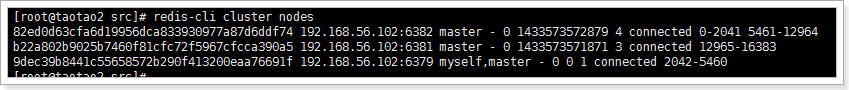 [root@taotao2 src]# redis-cli cluster nodes
82ed0d63cfa6d19956dca833930977a87d6ddf74 192.168.56.102:6382 master - 0 1433573572879 4 connected 0-2041 5461-12964
b22a802b9025b7460f81cfc72f5967cfcca390a5 192.168.56.102:6381 master - 0 1433573571871 3 connected 12965-16383
9dec39b8441c55658572b290f413200eaa76691f 192.168.56.102:6379 myself,master - 0 0 1 connected 2042-5460
[root@taotao2 src]#